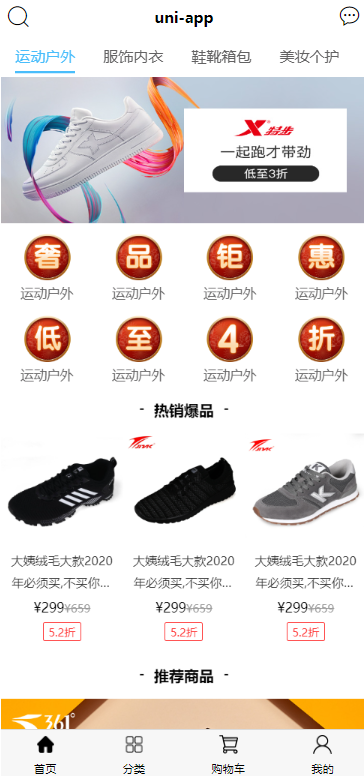 uni-app
运动户外 服饰内衣 鞋靴箱包 美妆个护
X 特步
一起跑才带劲
低至3折
奢 品 钜 惠
运动户外 运动户外 运动户外 运动户外
低 至 4 折
运动户外 运动户外 运动户外 运动户外
- 热销爆品 -
大姨绒毛大款2020 大姨绒毛大款2020 大姨绒毛大款2020
年必须买,不买你... 年必须买,不买你... 年必须买,不买你...
¥299¥659 ¥299¥659 ¥299¥659
5.2折 5.2折 5.2折
- 推荐商品 -
361°
首页 分类 购物车 我的